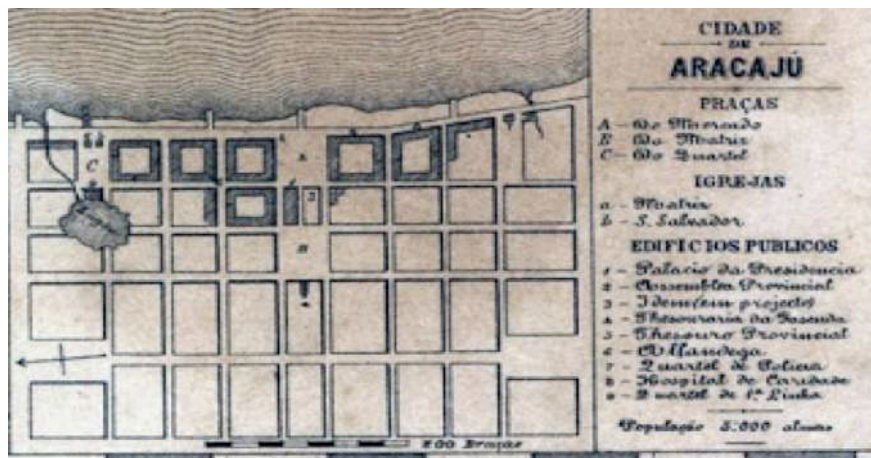 C
A
3
B
200 Braças
CIDADE
DE
ARACAJÚ
PRAÇAS
A – Do Mercado
B – Da Matriz
C – Do Quartel
IGREJAS
a – Matriz
b – S. Salvador
EDIFICIOS PUBLICOS
1 – Palacio da Presidencia
2 – Assemblea Provincial
3 – Idem (em projecto)
4 – Thesouraria da Fasenda
5 – Thesouro Provincial
6 – Alfandega
7 – Quartel de Policia
8 – Hospital de Caridade
9 – Quartel de 1ª Linha
População 5.000 almas